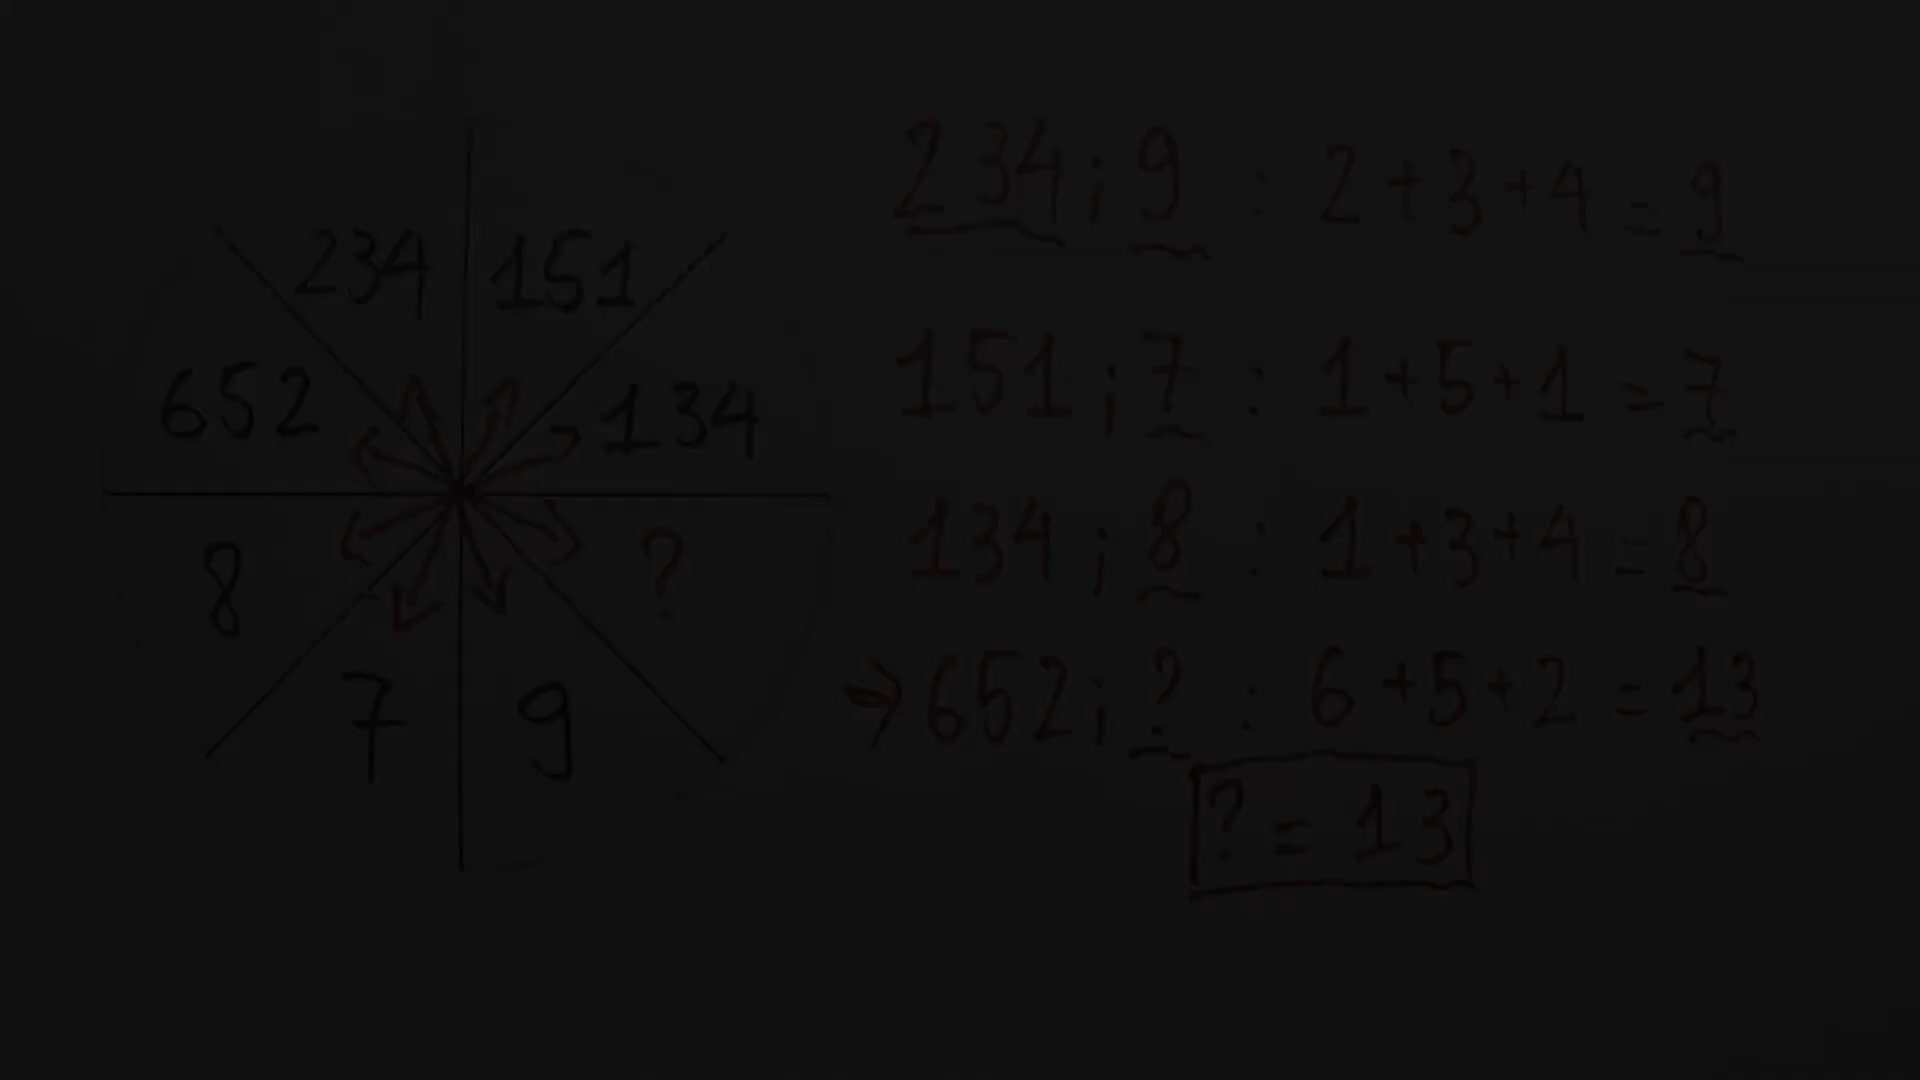 234 151
652 134
8 ?
7 9
234; 9 : 2+3+4 = 9
151; 7 : 1+5+1 = 7
134; 8 : 1+3+4 = 8
→ 652; ? : 6+5+2 = 13
? = 13